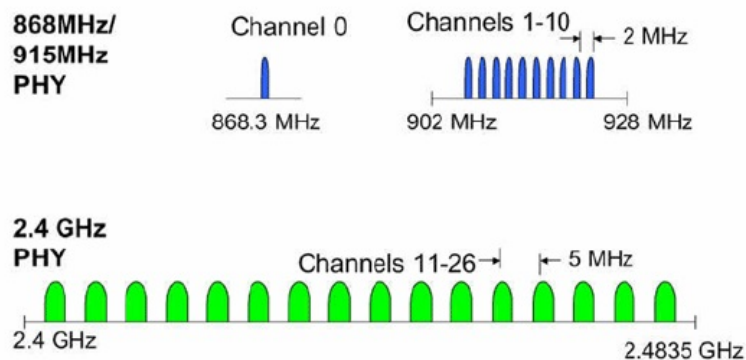 868MHz/
915MHz
PHY
Channel 0
Channels 1-10
2 MHz
868.3 MHz
902 MHz
928 MHz
2.4 GHz
PHY
Channels 11-26
5 MHz
2.4 GHz
2.4835 GHz